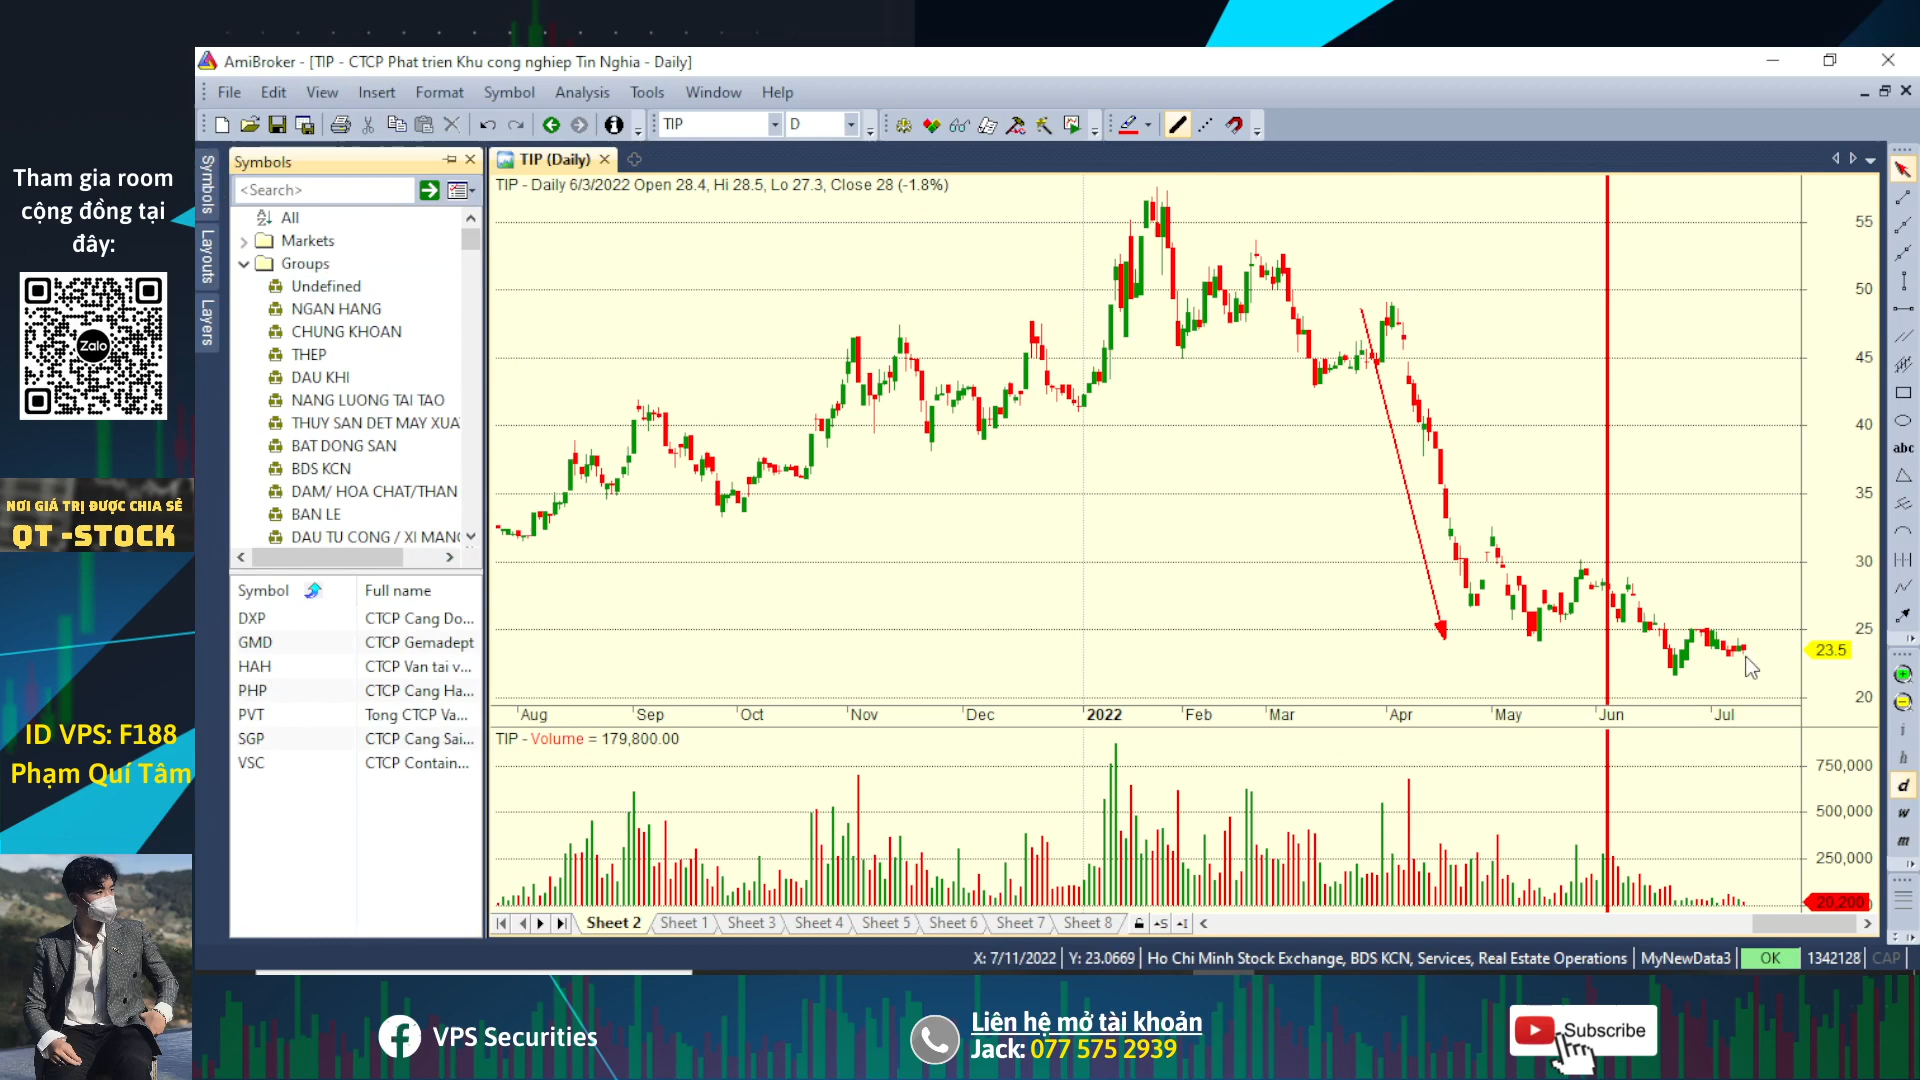 AmiBroker - [TIP - CTCP Phat trien Khu cong nghiep Tin Nghia - Daily]
File Edit View Insert Format Symbol Analysis Tools Window Help
TIP D
Tham gia room
cộng đồng tại
đây:
Zalo
NƠI GIÁ TRỊ ĐƯỢC CHIA SẺ
QT -STOCK
ID VPS: F188
Phạm Quí Tâm
Symbols
Layouts
Layers
Symbols
<Search>
All
Markets
Groups
Undefined
NGAN HANG
CHUNG KHOAN
THEP
DAU KHI
NANG LUONG TAI TAO
THUY SAN DET MAY XUA
BAT DONG SAN
BDS KCN
DAM/ HOA CHAT/THAN
BAN LE
DAU TU CONG / XI MANG
Symbol Full name
DXP CTCP Cang Do...
GMD CTCP Gemadept
HAH CTCP Van tai v...
PHP CTCP Cang Ha...
PVT Tong CTCP Va...
SGP CTCP Cang Sai...
VSC CTCP Contain...
TIP (Daily)
TIP - Daily 6/3/2022 Open 28.4, Hi 28.5, Lo 27.3, Close 28 (-1.8%)
55
50
45
40
35
30
25
23.5
20
Aug Sep Oct Nov Dec 2022 Feb Mar Apr May Jun Jul
TIP - Volume = 179,800.00
750,000
500,000
250,000
20,200
Sheet 2 Sheet 1 Sheet 3 Sheet 4 Sheet 5 Sheet 6 Sheet 7 Sheet 8
abc
i
h
d
w
m
X: 7/11/2022 Y: 23.0669 Ho Chi Minh Stock Exchange, BDS KCN, Services, Real Estate Operations MyNewData3 OK 1342128 CAP
VPS Securities
Liên hệ mở tài khoản
Jack: 077 575 2939
Subscribe